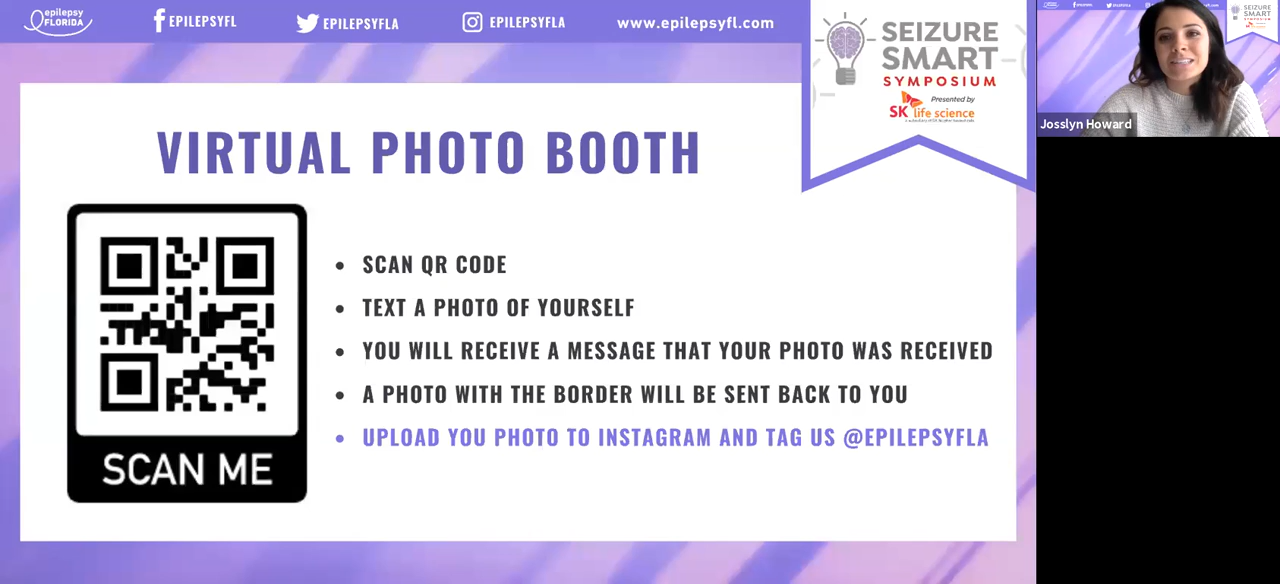 epilepsy
FLORIDA
EPILEPSYFL
EPILEPSYFLA
EPILEPSYFLA
www.epilepsyfl.com
SEIZURE
SMART
SYMPOSIUM
Presented by
SK life science
VIRTUAL PHOTO BOOTH
SCAN QR CODE
TEXT A PHOTO OF YOURSELF
YOU WILL RECEIVE A MESSAGE THAT YOUR PHOTO WAS RECEIVED
A PHOTO WITH THE BORDER WILL BE SENT BACK TO YOU
UPLOAD YOU PHOTO TO INSTAGRAM AND TAG US @EPILEPSYFLA
SCAN ME
SEIZURE
SMART
Josslyn Howard